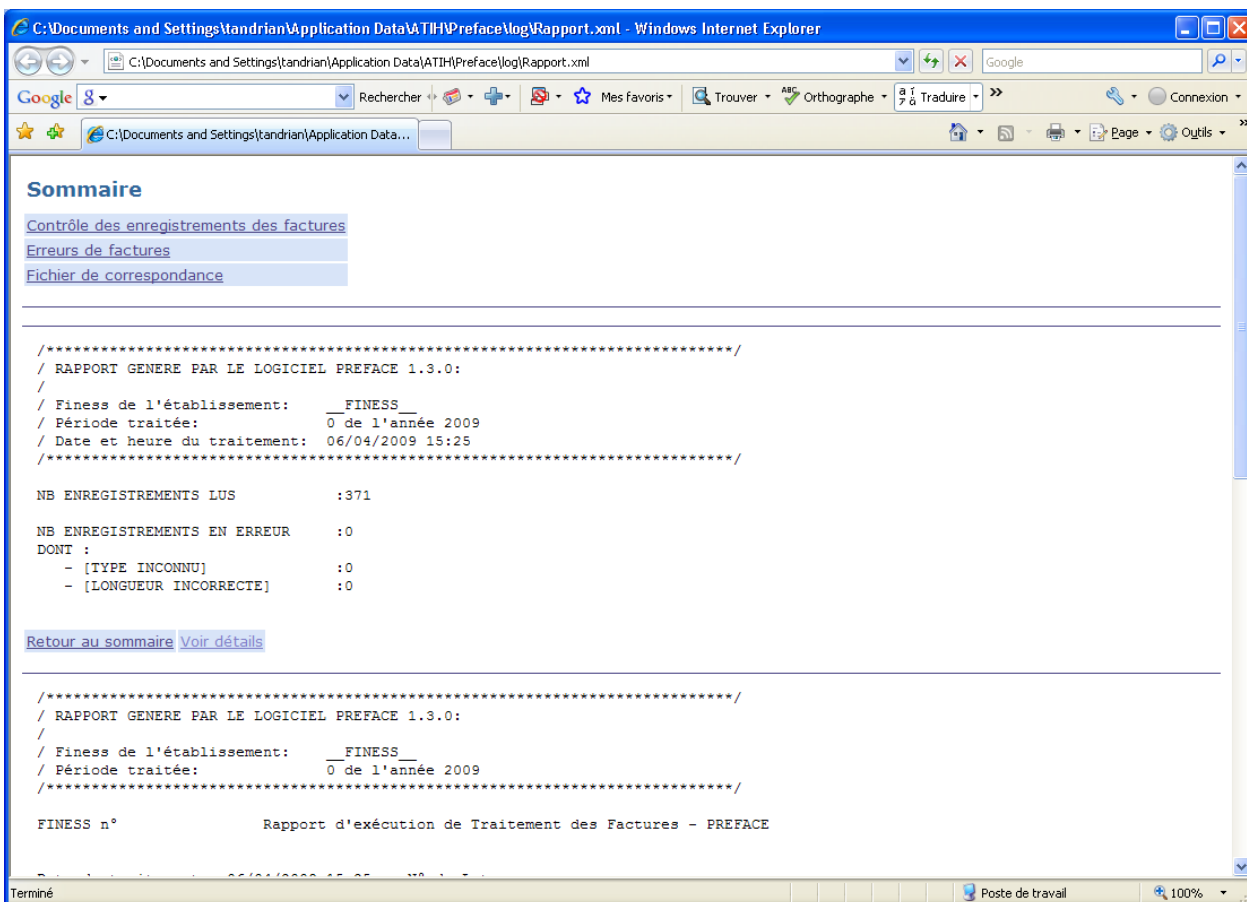 C:\Documents and Settings\tandrian\Application Data\ATIH\Preface\log\Rapport.xml - Windows Internet Explorer
C:\Documents and Settings\tandrian\Application Data\ATIH\Preface\log\Rapport.xml Google
Google Rechercher Mes favoris Trouver ABC Orthographe Traduire » Connexion
C:\Documents and Settings\tandrian\Application Data... Page Outils »
Sommaire
Contrôle des enregistrements des factures
Erreurs de factures
Fichier de correspondance
/****************************************************************************/
/ RAPPORT GENERE PAR LE LOGICIEL PREFACE 1.3.0:
/
/ Finess de l'établissement: __FINESS__
/ Période traitée: 0 de l'année 2009
/ Date et heure du traitement: 06/04/2009 15:25
/****************************************************************************/
NB ENREGISTREMENTS LUS :371
NB ENREGISTREMENTS EN ERREUR :0
DONT :
- [TYPE INCONNU] :0
- [LONGUEUR INCORRECTE] :0
Retour au sommaire Voir détails
/****************************************************************************/
/ RAPPORT GENERE PAR LE LOGICIEL PREFACE 1.3.0:
/
/ Finess de l'établissement: __FINESS__
/ Période traitée: 0 de l'année 2009
/****************************************************************************/
FINESS n° Rapport d'exécution de Traitement des Factures - PREFACE
Terminé Poste de travail 100%